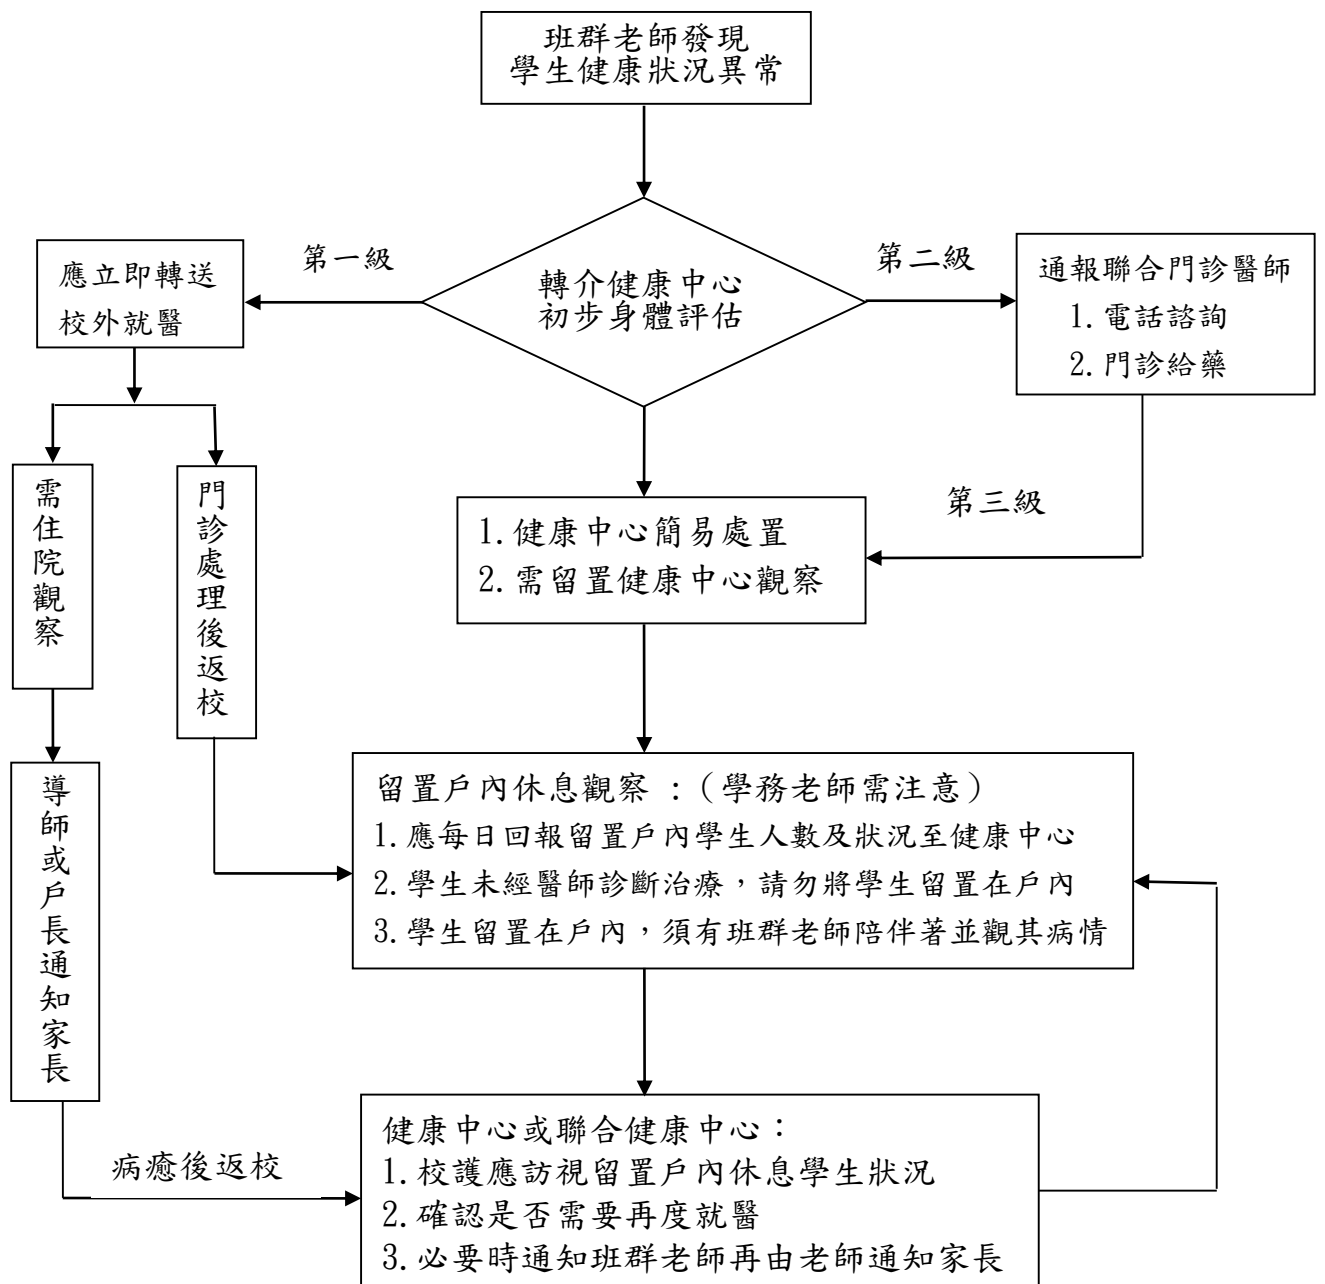 班群老師發現
學生健康狀況異常
第一級
第二級
應立即轉送
校外就醫
轉介健康中心
初步身體評估
通報聯合門診醫師
1.電話諮詢
2.門診給藥
需住院觀察
門診處理後返校
第三級
1.健康中心簡易處置
2.需留置健康中心觀察
導師或戶長通知家長
留置戶內休息觀察：(學務老師需注意)
1.應每日回報留置戶內學生人數及狀況至健康中心
2.學生未經醫師診斷治療，請勿將學生留置在戶內
3.學生留置在戶內，須有班群老師陪伴著並觀其病情
病癒後返校
健康中心或聯合健康中心：
1.校護應訪視留置戶內休息學生狀況
2.確認是否需要再度就醫
3.必要時通知班群老師再由老師通知家長